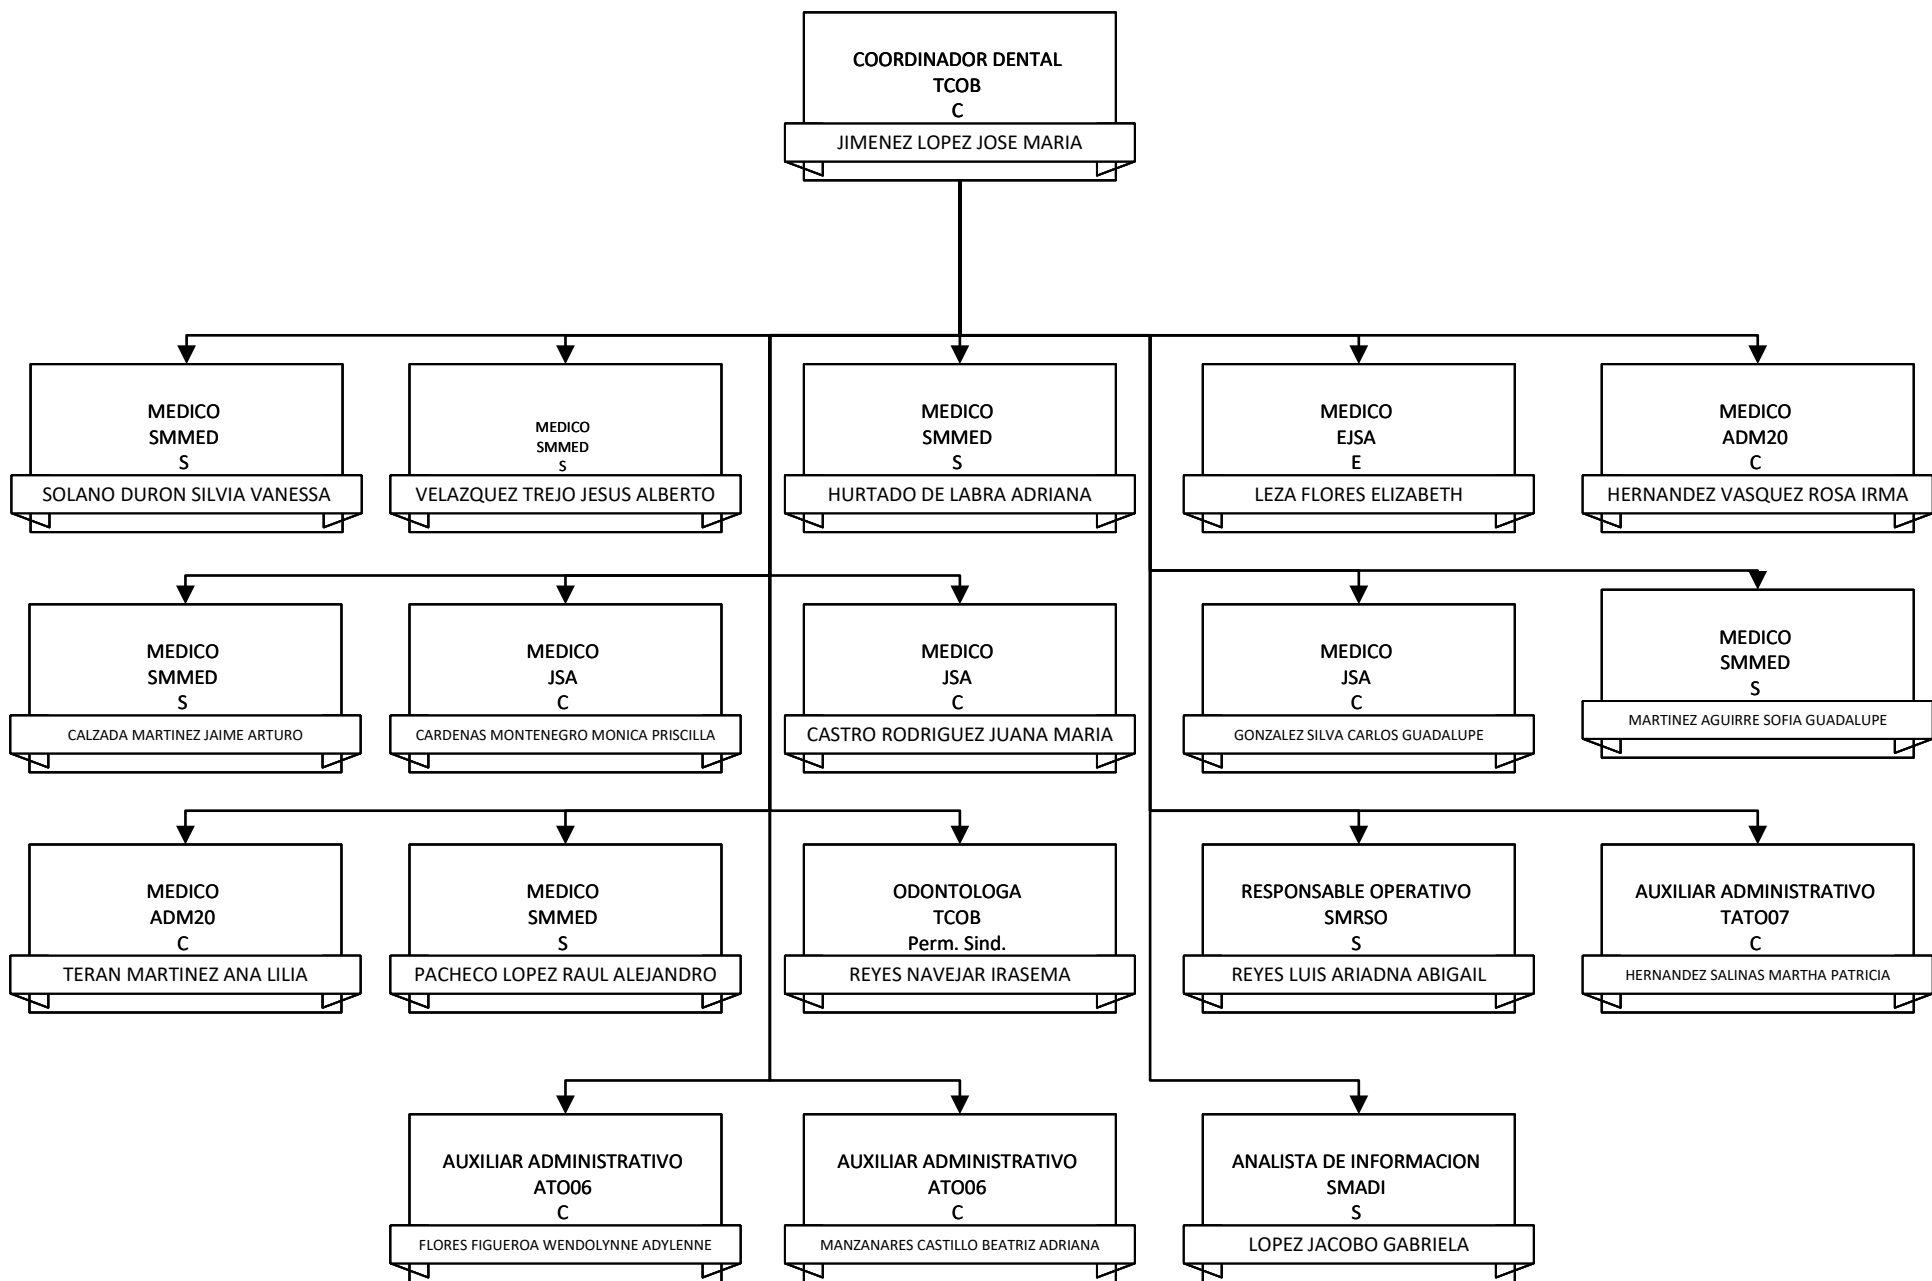 COORDINADOR DENTAL
TCOB
C
JIMENEZ LOPEZ JOSE MARIA
MEDICO
SMMED
S
SOLANO DURON SILVIA VANESSA
MEDICO
SMMED
S
VELAZQUEZ TREJO JESUS ALBERTO
MEDICO
SMMED
S
HURTADO DE LABRA ADRIANA
MEDICO
EJSA
E
LEZA FLORES ELIZABETH
MEDICO
ADM20
C
HERNANDEZ VASQUEZ ROSA IRMA
MEDICO
SMMED
S
CALZADA MARTINEZ JAIME ARTURO
MEDICO
JSA
C
CARDENAS MONTENEGRO MONICA PRISCILLA
MEDICO
JSA
C
CASTRO RODRIGUEZ JUANA MARIA
MEDICO
JSA
C
GONZALEZ SILVA CARLOS GUADALUPE
MEDICO
SMMED
S
MARTINEZ AGUIRRE SOFIA GUADALUPE
MEDICO
ADM20
C
TERAN MARTINEZ ANA LILIA
MEDICO
SMMED
S
PACHECO LOPEZ RAUL ALEJANDRO
ODONTOLOGA
TCOB
Perm. Sind.
REYES NAVEJAR IRASEMA
RESPONSABLE OPERATIVO
SMRSO
S
REYES LUIS ARIADNA ABIGAIL
AUXILIAR ADMINISTRATIVO
TATO07
C
HERNANDEZ SALINAS MARTHA PATRICIA
AUXILIAR ADMINISTRATIVO
ATO06
C
FLORES FIGUEROA WENDOLYNNE ADYLENNE
AUXILIAR ADMINISTRATIVO
ATO06
C
MANZANARES CASTILLO BEATRIZ ADRIANA
ANALISTA DE INFORMACION
SMADI
S
LOPEZ JACOBO GABRIELA